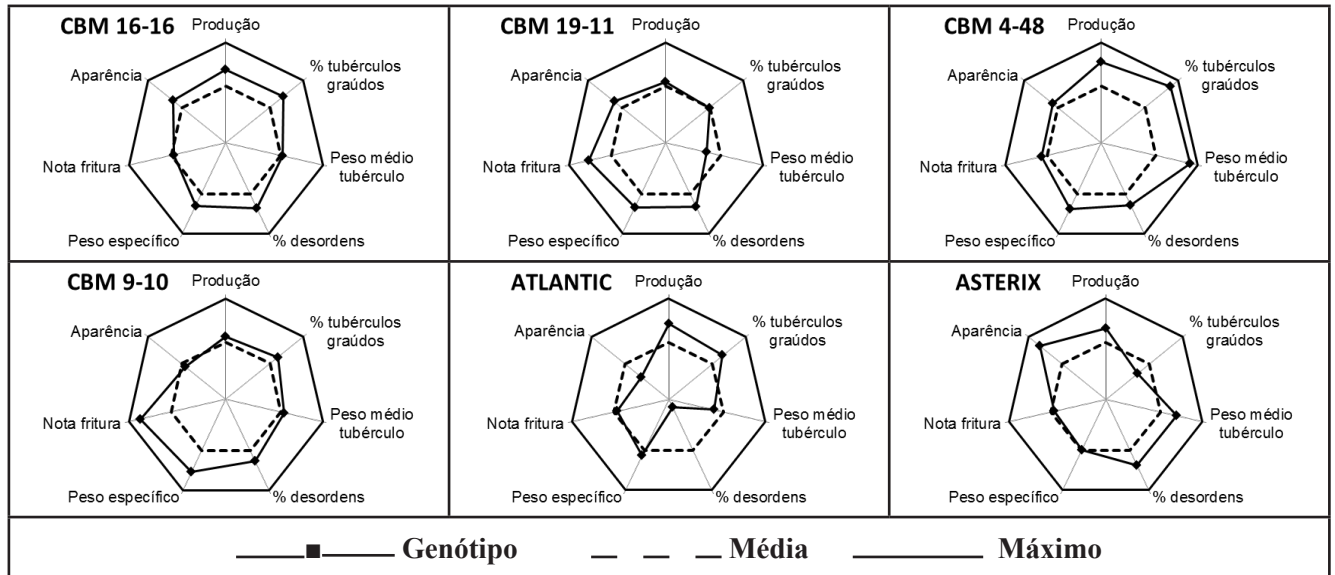 CBM 16-16
Produção
% tubérculos
graúdos
Peso médio
tubérculo
% desordens
Peso específico
Nota fritura
Aparência
CBM 19-11
Produção
% tubérculos
graúdos
Peso médio
tubérculo
% desordens
Peso específico
Nota fritura
Aparência
CBM 4-48
Produção
% tubérculos
graúdos
Peso médio
tubérculo
% desordens
Peso específico
Nota fritura
Aparência
CBM 9-10
Produção
% tubérculos
graúdos
Peso médio
tubérculo
% desordens
Peso específico
Nota fritura
Aparência
ATLANTIC
Produção
% tubérculos
graúdos
Peso médio
tubérculo
% desordens
Peso específico
Nota fritura
Aparência
ASTERIX
Produção
% tubérculos
graúdos
Peso médio
tubérculo
% desordens
Peso específico
Nota fritura
Aparência
Genótipo Média Máximo